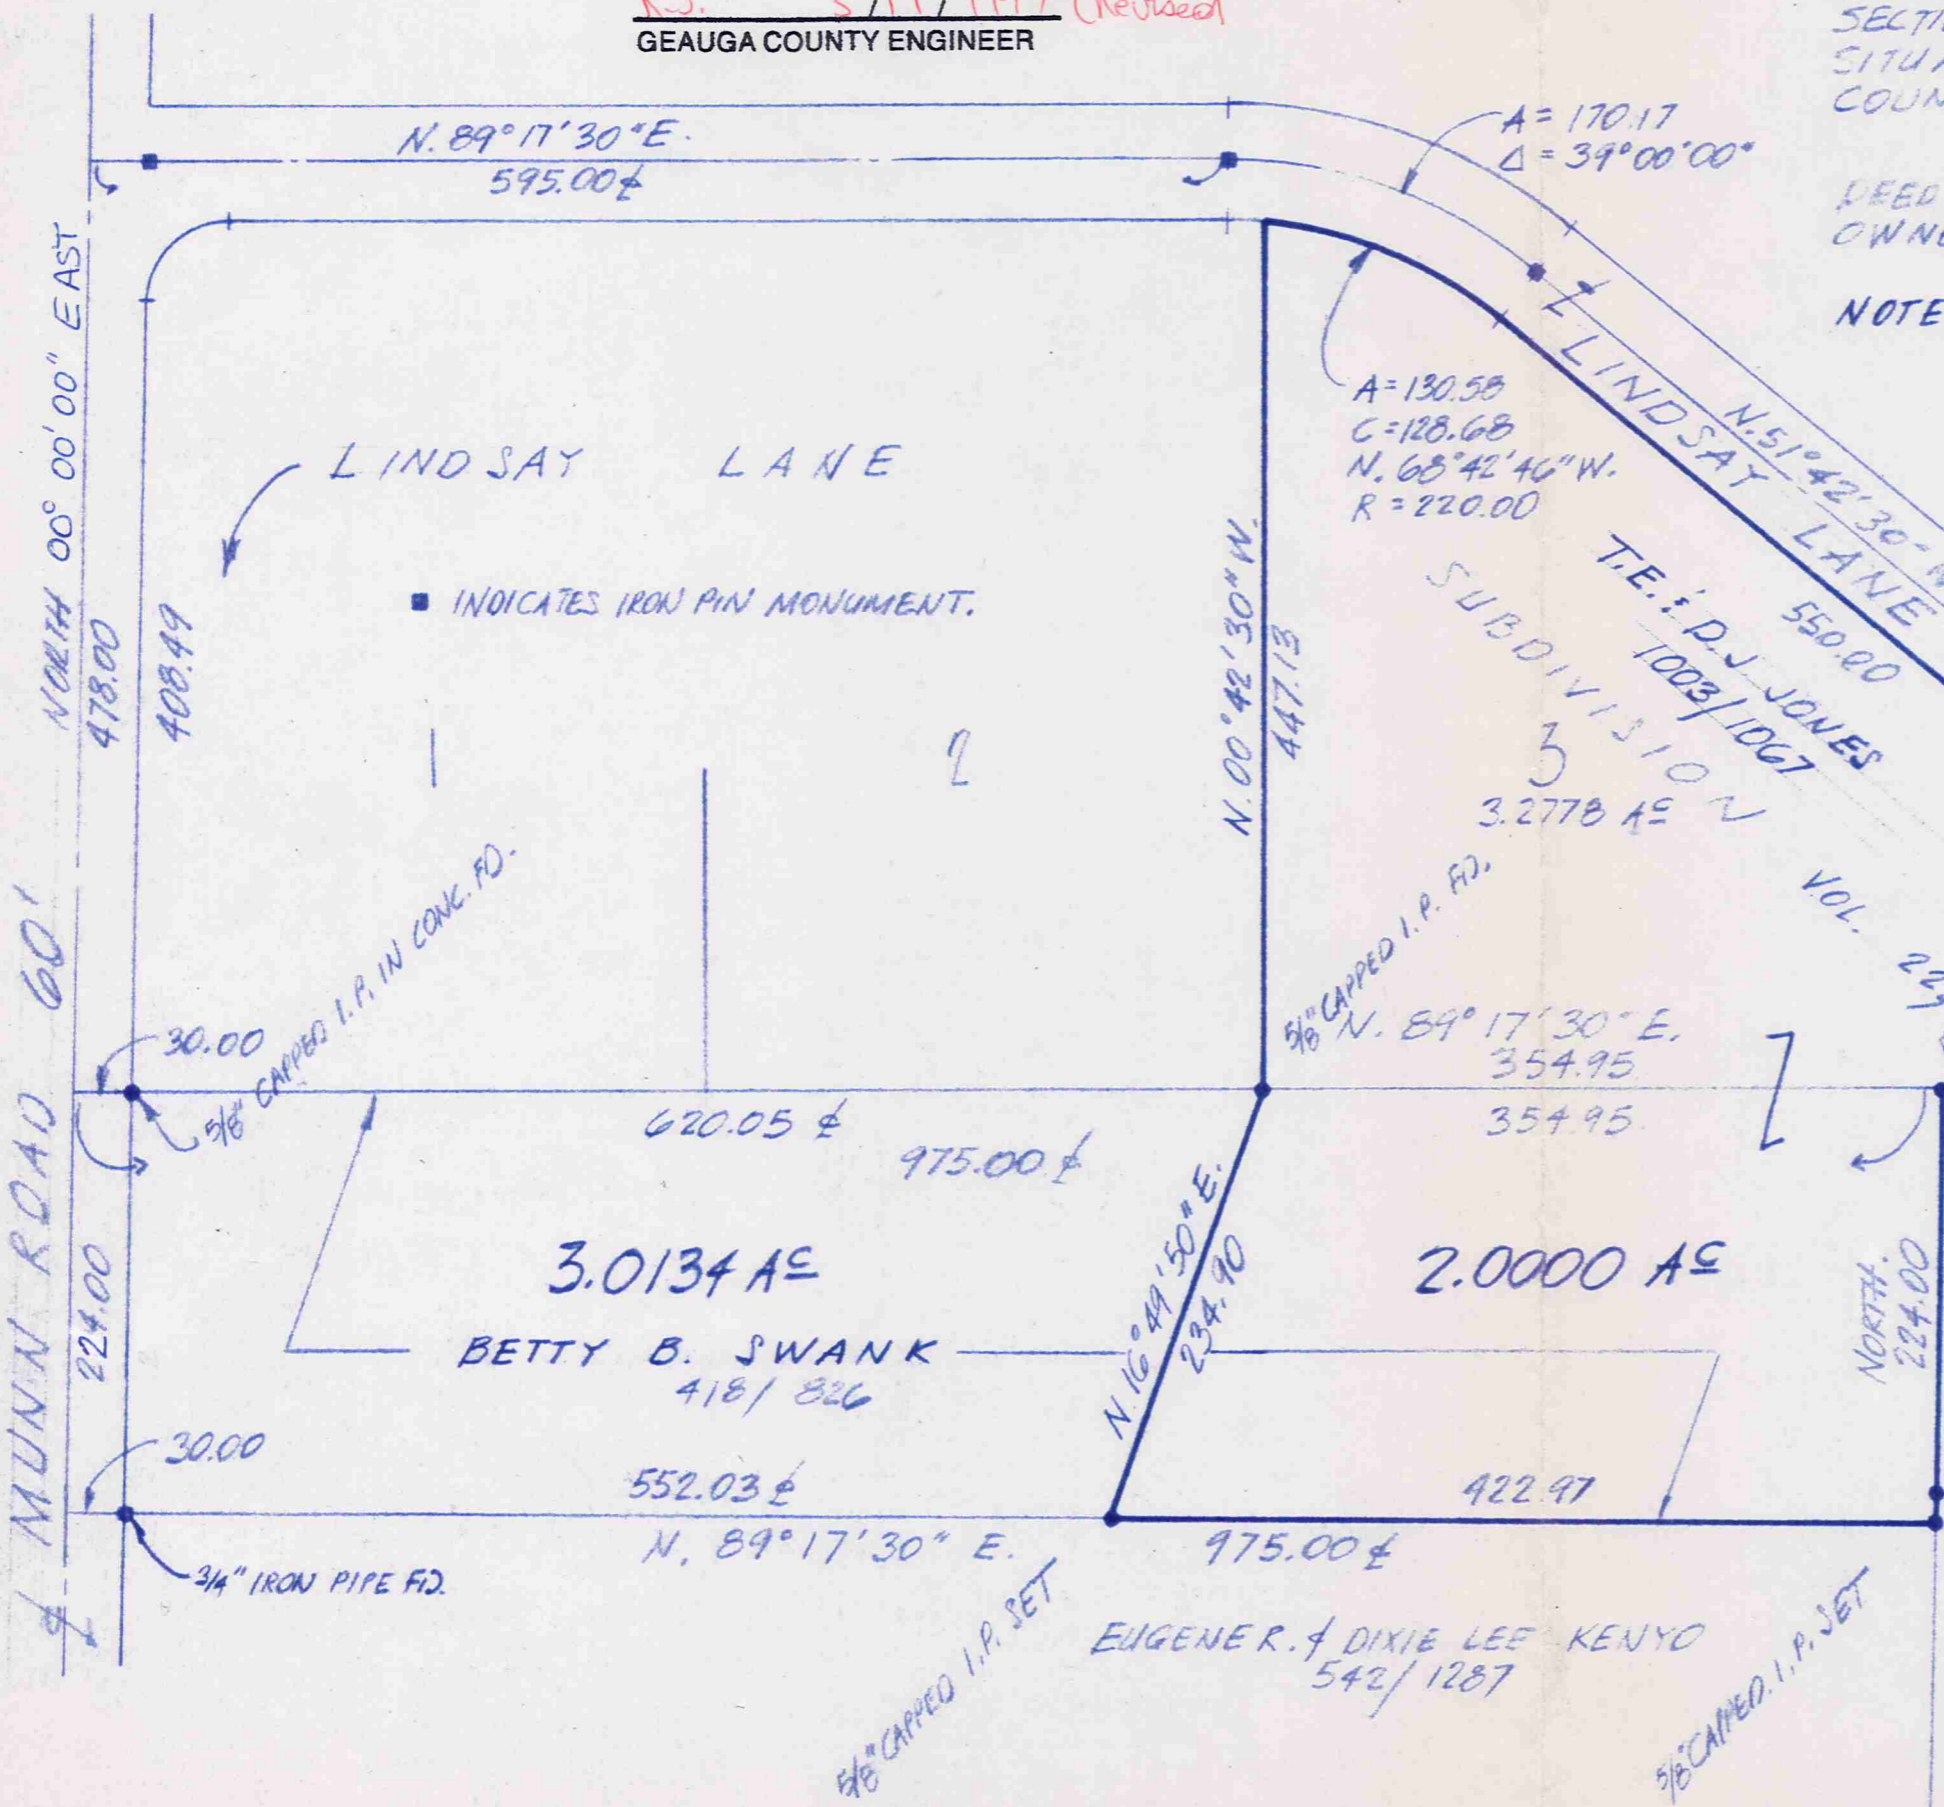 (Revised
GEAUGA COUNTY ENGINEER
COUN
DEED
OWNE
NOTE
N. 89° 17' 30" E.
595.00 ₵
A = 170.17
Δ = 39° 00' 00"
NORTH 00° 00' 00" EAST
478.00
408.49
LINDSAY LANE
■ INDICATES IRON PIN MONUMENT.
1
2
A = 130.58
C = 128.68
N. 68° 42' 46" W.
R = 220.00
N. 00° 42' 30" W.
447.13
LINDSAY LANE
N. 51° 42' 30"
550.00
T.E. & D.J. JONES
1003/1067
SUBDIVISION
3
3.2778 Ac
VOL.
5/8" CAPPED I.P. IN CONC. FD.
5/8" CAPPED I.P. FD.
MUNN ROAD 60'
30.00
N. 89° 17' 30" E.
354.95
354.95
620.05 ₵
975.00 ₵
N. 16° 49' 50" E.
234.90
3.0134 Ac
2.0000 Ac
BETTY B. SWANK
418 / 826
224.00
NORTH.
224.00
30.00
552.03 ₵
422.97
N. 89° 17' 30" E.
975.00 ₵
3/4" IRON PIPE FD.
5/8" CAPPED I.P. SET
EUGENE R. & DIXIE LEE KENYO
542 / 1287
5/8" CAPPED I.P. SET